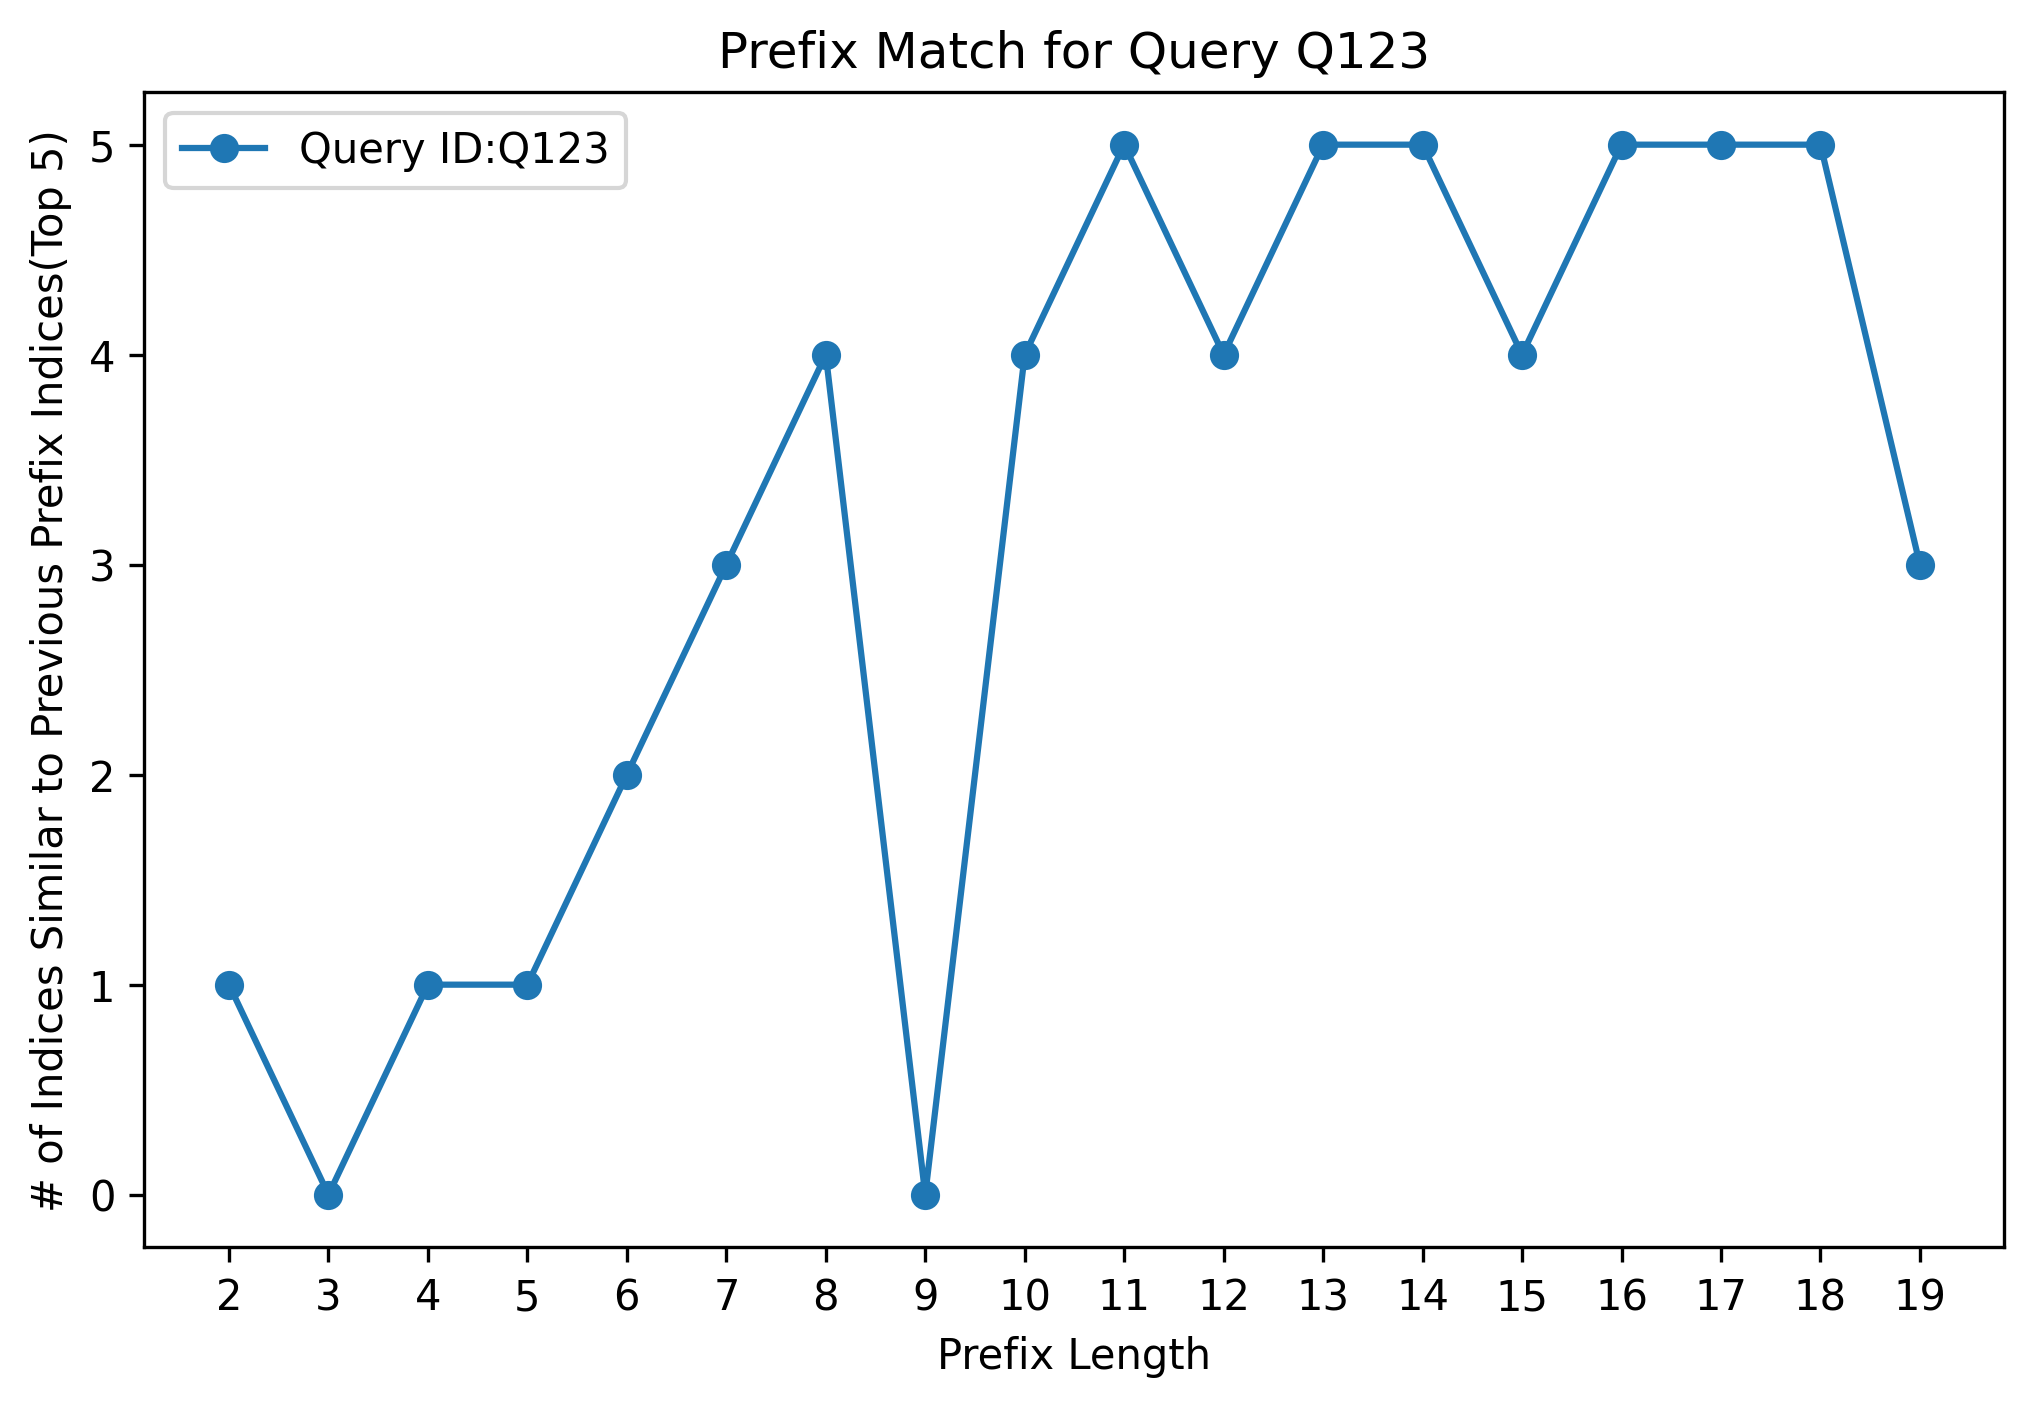 Prefix Match for Query Q123
Query ID:Q123
# of Indices Similar to Previous Prefix Indices(Top 5)
5
4
3
2
1
0
2 3 4 5 6 7 8 9 10 11 12 13 14 15 16 17 18 19
Prefix Length